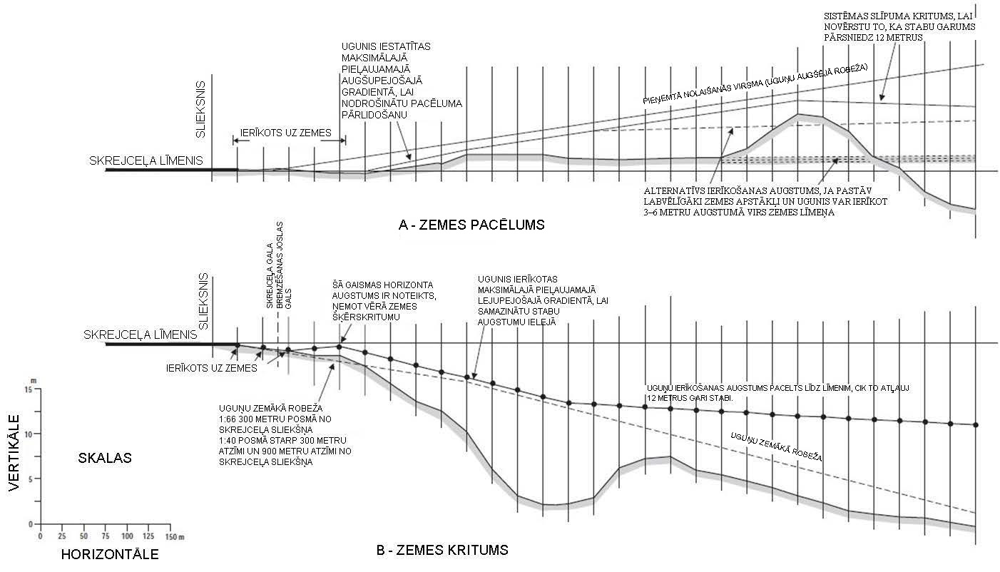 SISTĒMAS SLĪPUMA KRITUMS, LAI
NOVĒRSTU TO, KA STABU GARUMS
PĀRSNIEDZ 12 METRUS
UGUNIS IESTATĪTAS
MAKSIMĀLAJĀ
PIEĻAUJAMAJĀ
AUGŠUPEJOŠAJĀ
GRADIENTĀ, LAI
NODROŠINĀTU PACĒLUMA
PĀRLIDOŠANU
PIEŅEMTĀ NOLAIŠANĀS VIRSMA (UGUŅU AUGŠĒJĀ ROBEŽA)
SLIEKSNIS
IERĪKOTS UZ ZEMES
SKREJCEĻA LĪMENIS
ALTERNATĪVS IERĪKOŠANAS AUGSTUMS, JA PASTĀV
LABVĒLĪGĀKI ZEMES APSTĀKĻI UN UGUNIS VAR IERĪKOT
3–6 METRU AUGSTUMĀ VIRS ZEMES LĪMEŅA
A - ZEMES PACĒLUMS
SLIEKSNIS
SKREJCEĻA GALA
BREMZĒŠANAS JOSLAS
GALS
ŠĀ GAISMAS HORIZONTA
AUGSTUMS IR NOTEIKTS,
ŅEMOT VĒRĀ ZEMES
ŠĶĒRSKRITUMU
UGUNIS IERĪKOTAS
MAKSIMĀLAJĀ PIEĻAUJAMAJĀ
LEJUPEJOŠAJĀ GRADIENTĀ, LAI
SAMAZINĀTU STABU
AUGSTUMU IELEJĀ
SKREJCEĻA LĪMENIS
IERĪKOTS UZ ZEMES
UGUŅU IERĪKOŠANAS AUGSTUMS PACELTS LĪDZ LĪMENIM, CIK TO ATĻAUJ
12 METRUS GARI STABI.
UGUŅU ZEMĀKĀ ROBEŽA
1:66 300 METRU POSMĀ NO
SKREJCEĻA SLIEKŠŅA
1:40 POSMĀ STARP 300 METRU
ATZĪMI UN 900 METRU ATZĪMI NO
SKREJCEĻA SLIEKŠŅA
UGUŅU ZEMĀKĀ ROBEŽA
m
15
10
5
0
VERTIKĀLE
SKALAS
0 25 50 75 100 125 150 m
HORIZONTĀLE
B - ZEMES KRITUMS